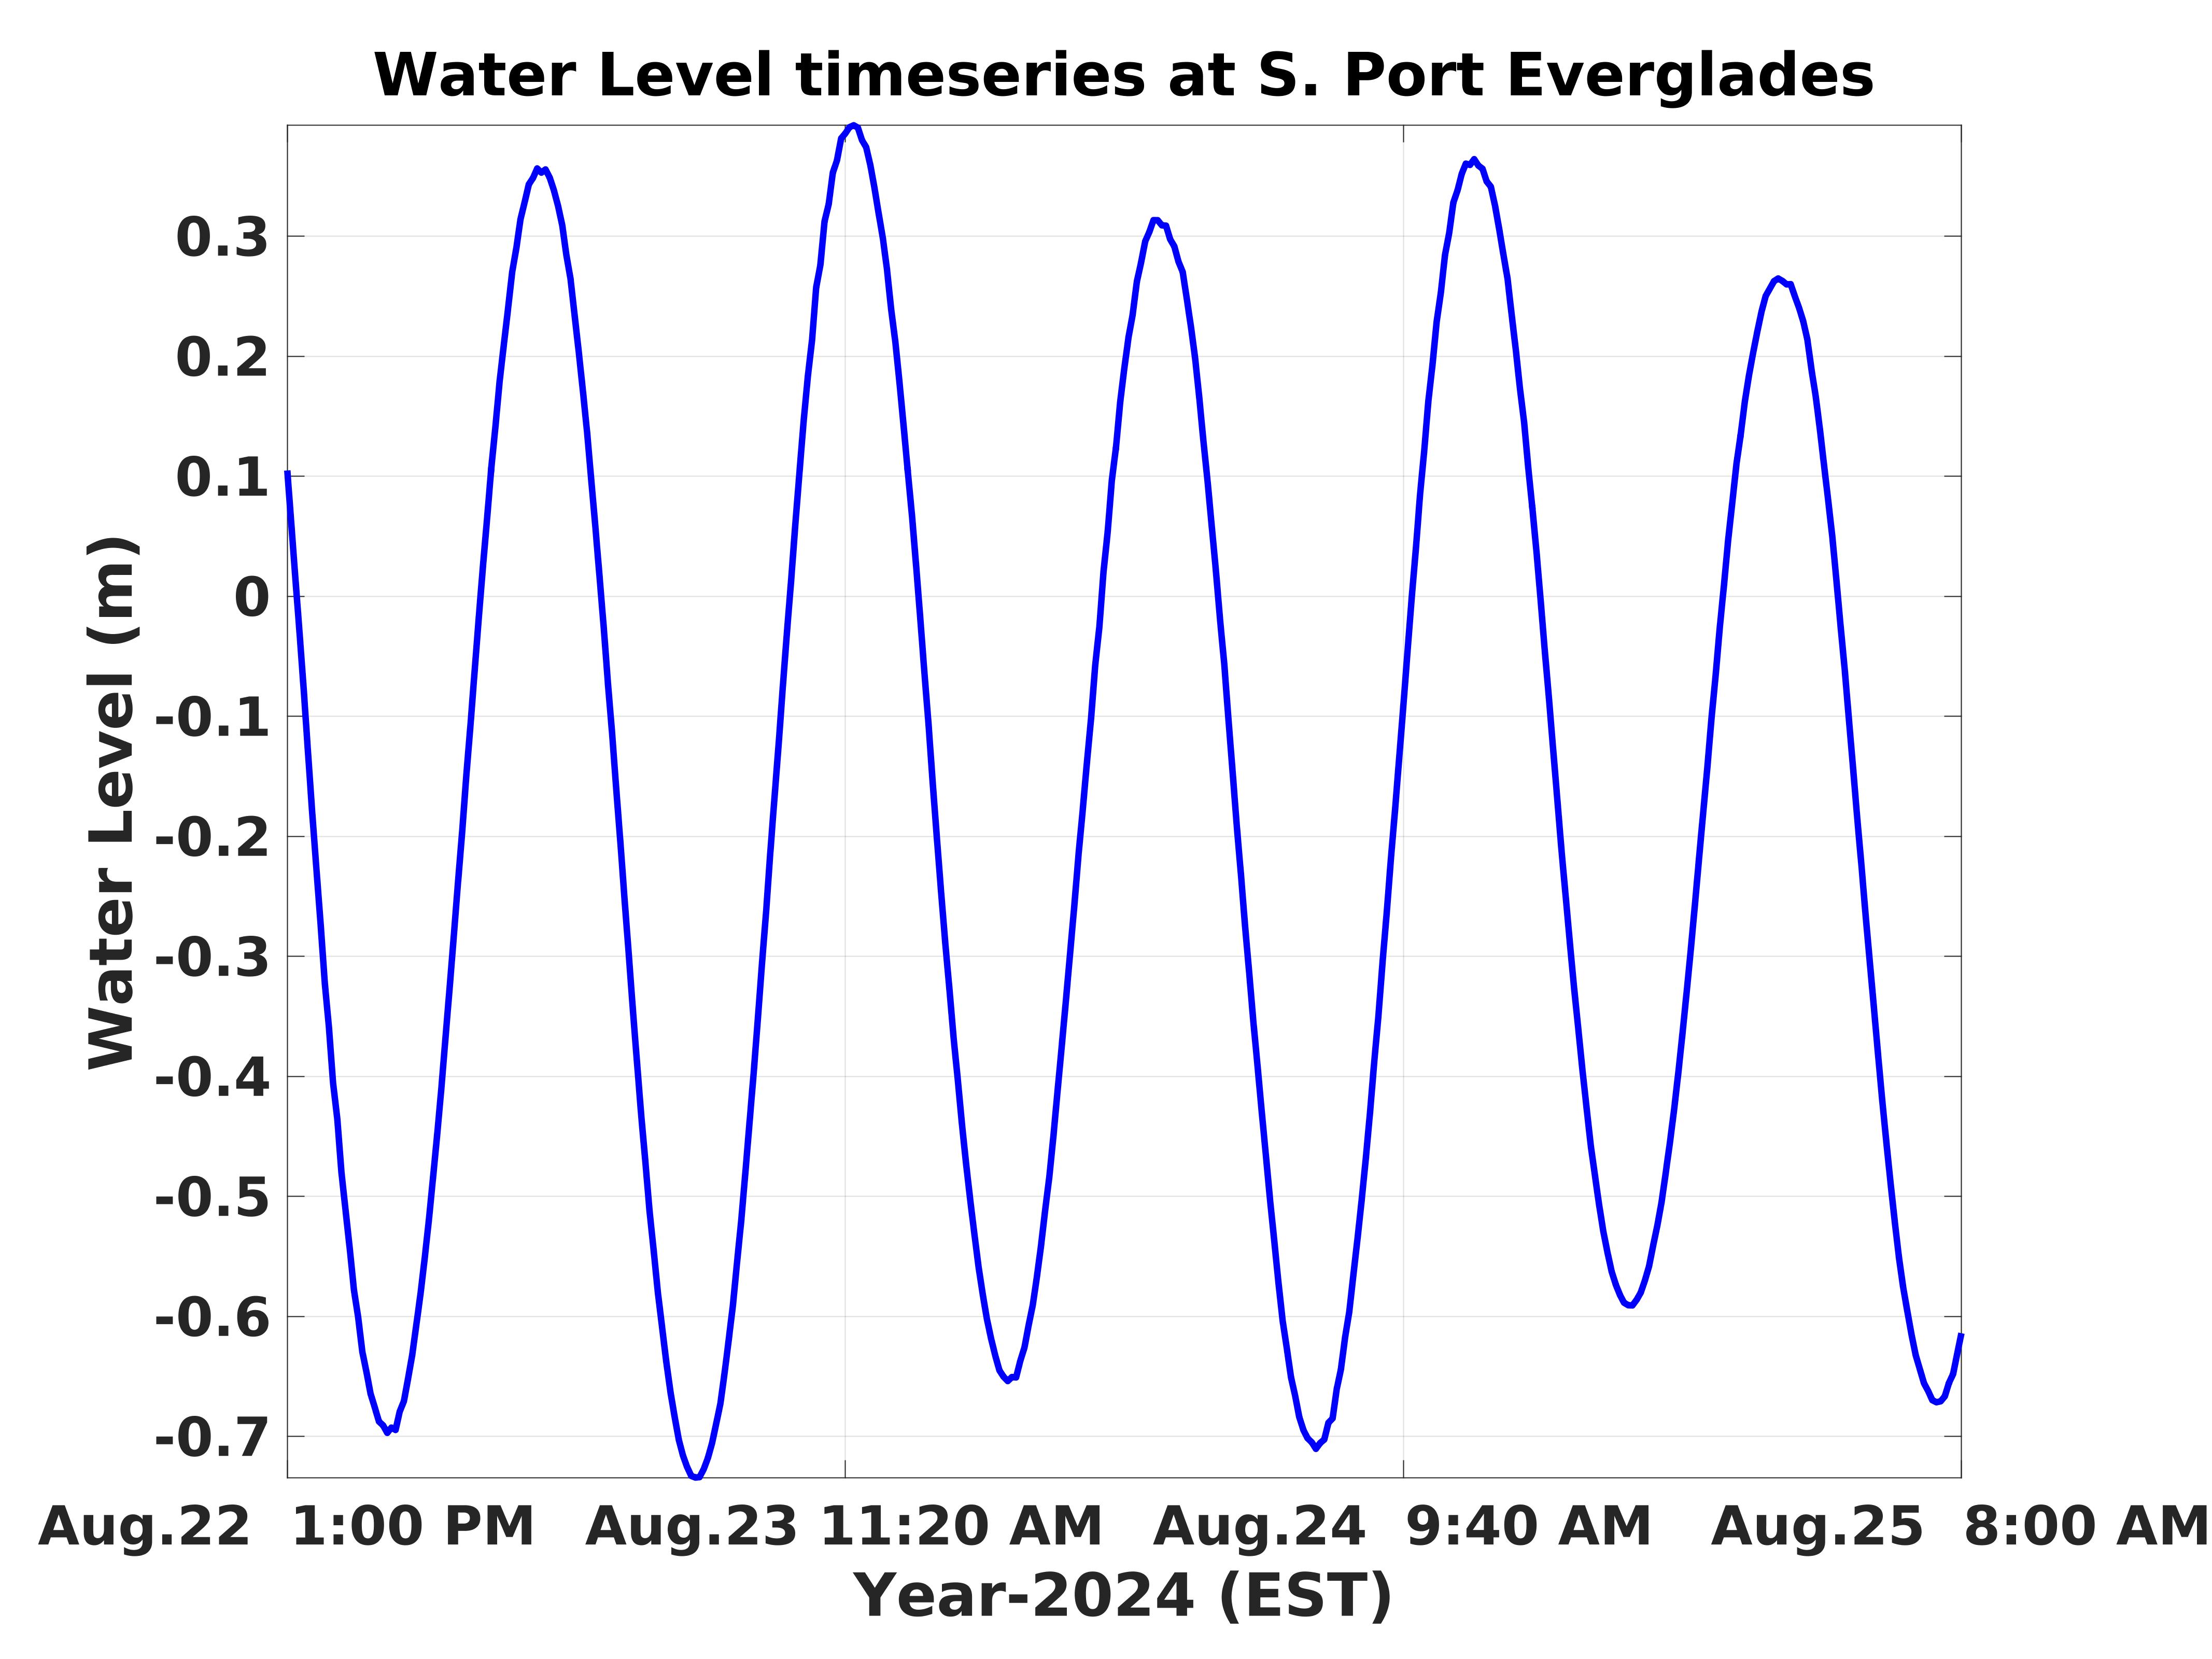 Water Level timeseries at S. Port Everglades
0.3
0.2
0.1
0
-0.1
-0.2
-0.3
-0.4
-0.5
-0.6
-0.7
Water Level (m)
Aug.22 1:00 PM Aug.23 11:20 AM Aug.24 9:40 AM Aug.25 8:00 AM
Year-2024 (EST)